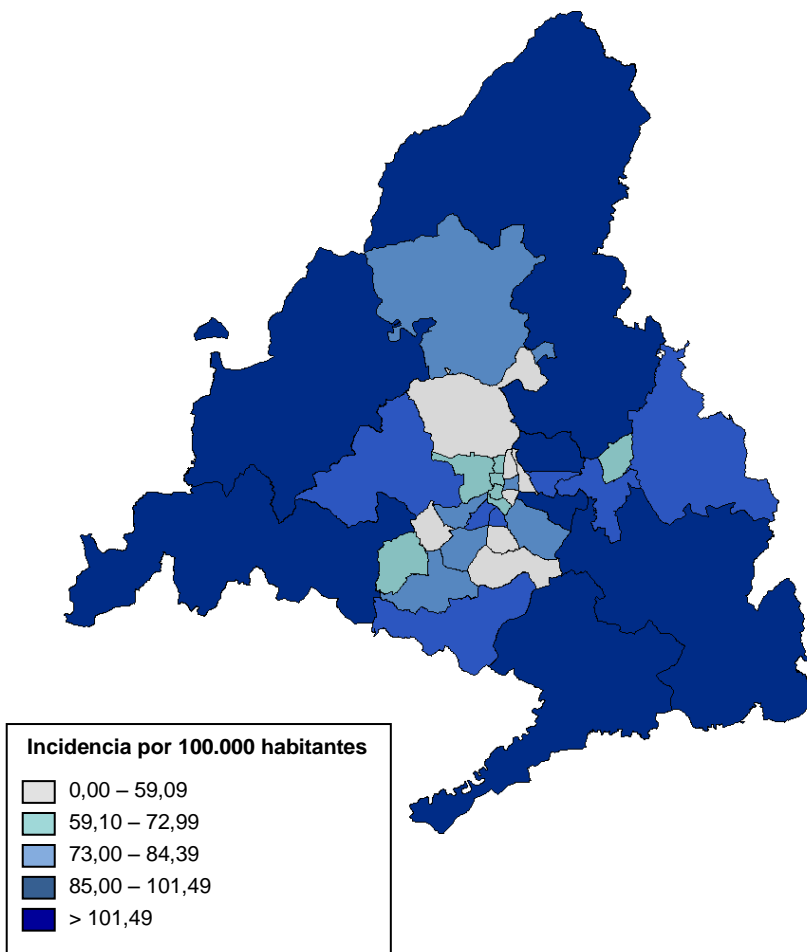 Incidencia por 100.000 habitantes
0,00 – 59,09
59,10 – 72,99
73,00 – 84,39
85,00 – 101,49
> 101,49